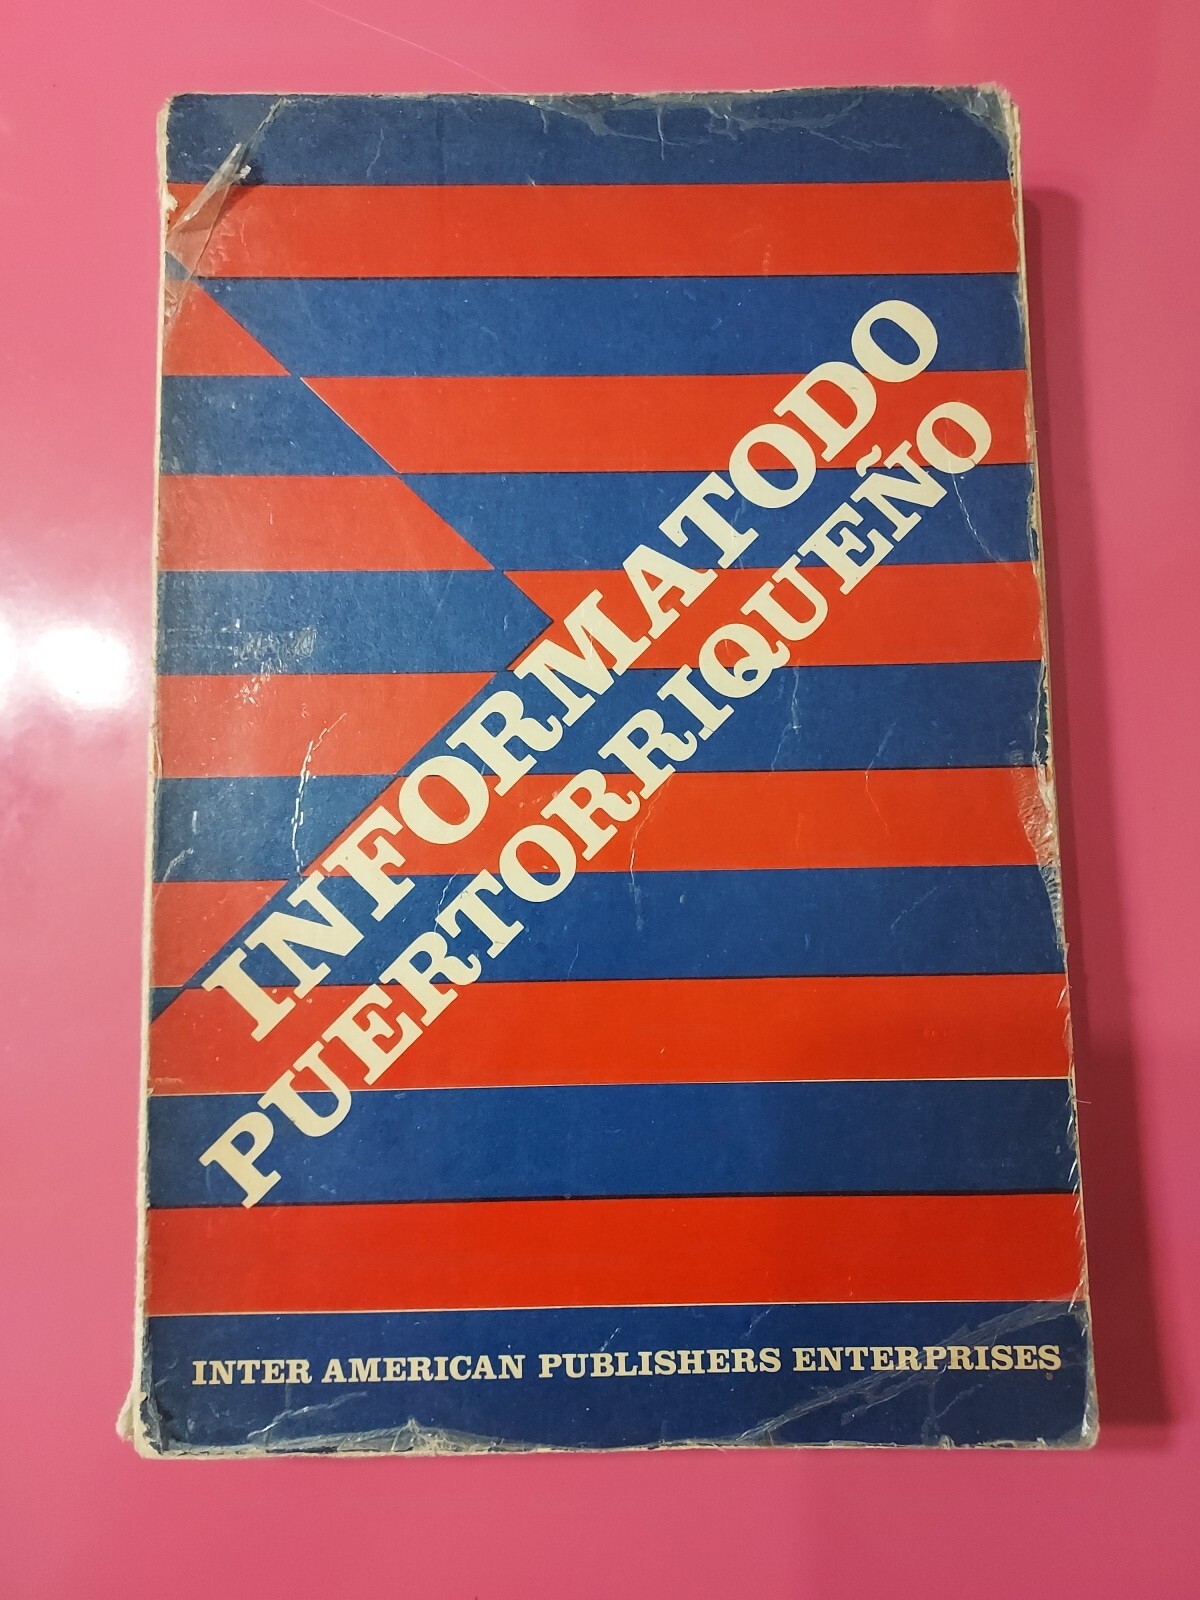 INFORMATODO
PUERTORRIQUEÑO
INTER AMERICAN PUBLISHERS ENTERPRISES